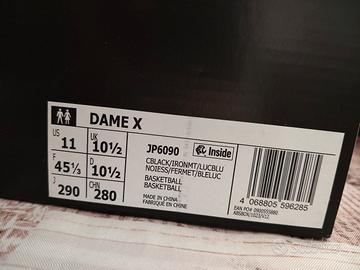 DAME X
US
11
UK
10½
F
45⅓
D
10½
J
290
CHN
280
JP6090
Inside
CBLACK/IRONMT/LUCBLU
NOIESS/FERMET/BLELUC
BASKETBALL
BASKETBALL
MADE IN CHINA
FABRIQUE EN CHINE
4 068805 596285